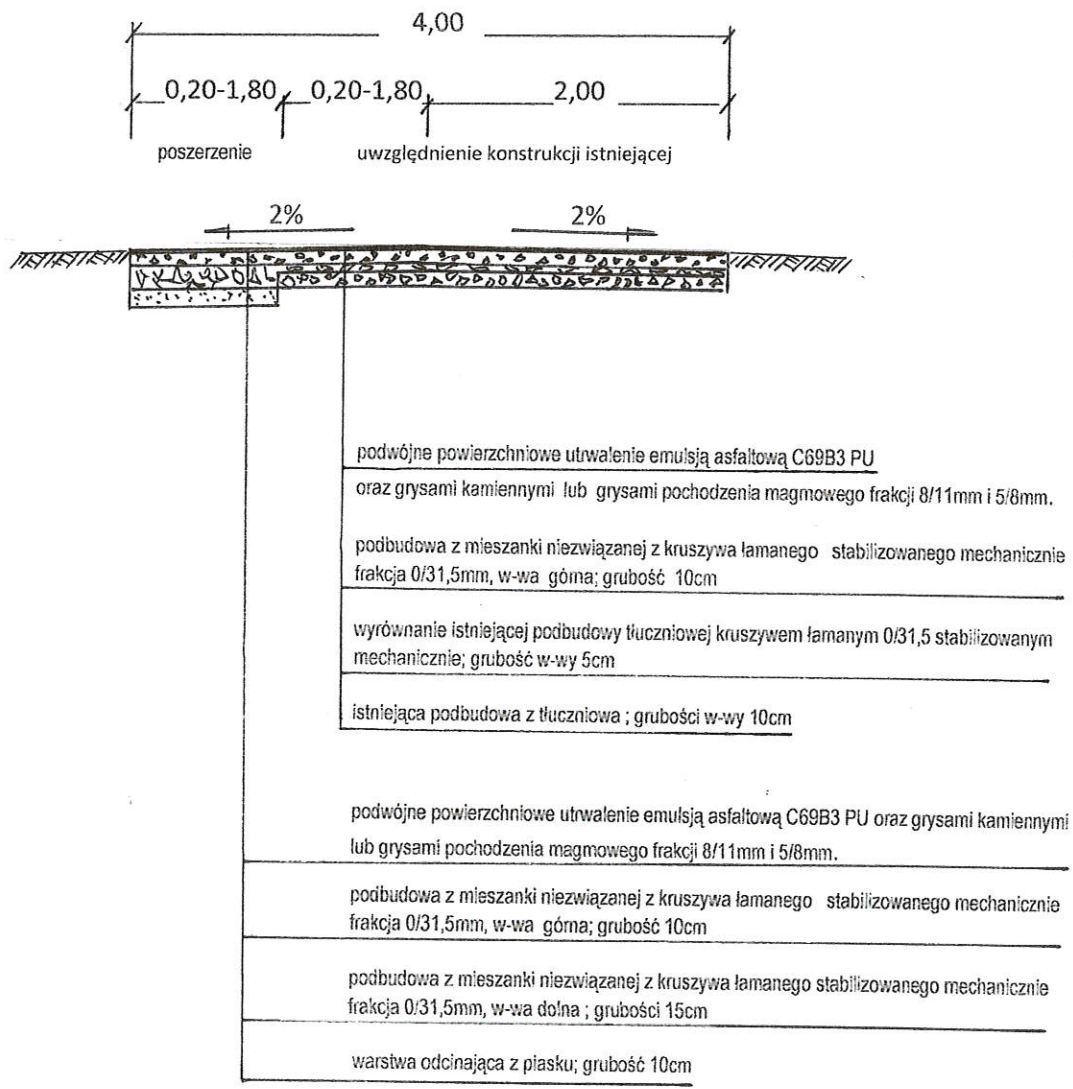 4,00
0,20-1,80 0,20-1,80 2,00
poszerzenie uwzględnienie konstrukcji istniejącej
2% 2%
podwójne powierzchniowe utrwalenie emulsją asfaltową C69B3 PU
oraz grysami kamiennymi lub grysami pochodzenia magmowego frakcji 8/11mm i 5/8mm.
podbudowa z mieszanki niezwiązanej z kruszywa łamanego stabilizowanego mechanicznie
frakcja 0/31,5mm, w-wa górna; grubość 10cm
wyrównanie istniejącej podbudowy tłuczniowej kruszywem łamanym 0/31,5 stabilizowanym
mechanicznie; grubość w-wy 5cm
istniejąca podbudowa z tłuczniowa ; grubości w-wy 10cm
podwójne powierzchniowe utrwalenie emulsją asfaltową C69B3 PU oraz grysami kamiennymi
lub grysami pochodzenia magmowego frakcji 8/11mm i 5/8mm.
podbudowa z mieszanki niezwiązanej z kruszywa łamanego stabilizowanego mechanicznie
frakcja 0/31,5mm, w-wa górna; grubość 10cm
podbudowa z mieszanki niezwiązanej z kruszywa łamanego stabilizowanego mechanicznie
frakcja 0/31,5mm, w-wa dolna ; grubości 15cm
warstwa odcinająca z piasku; grubość 10cm